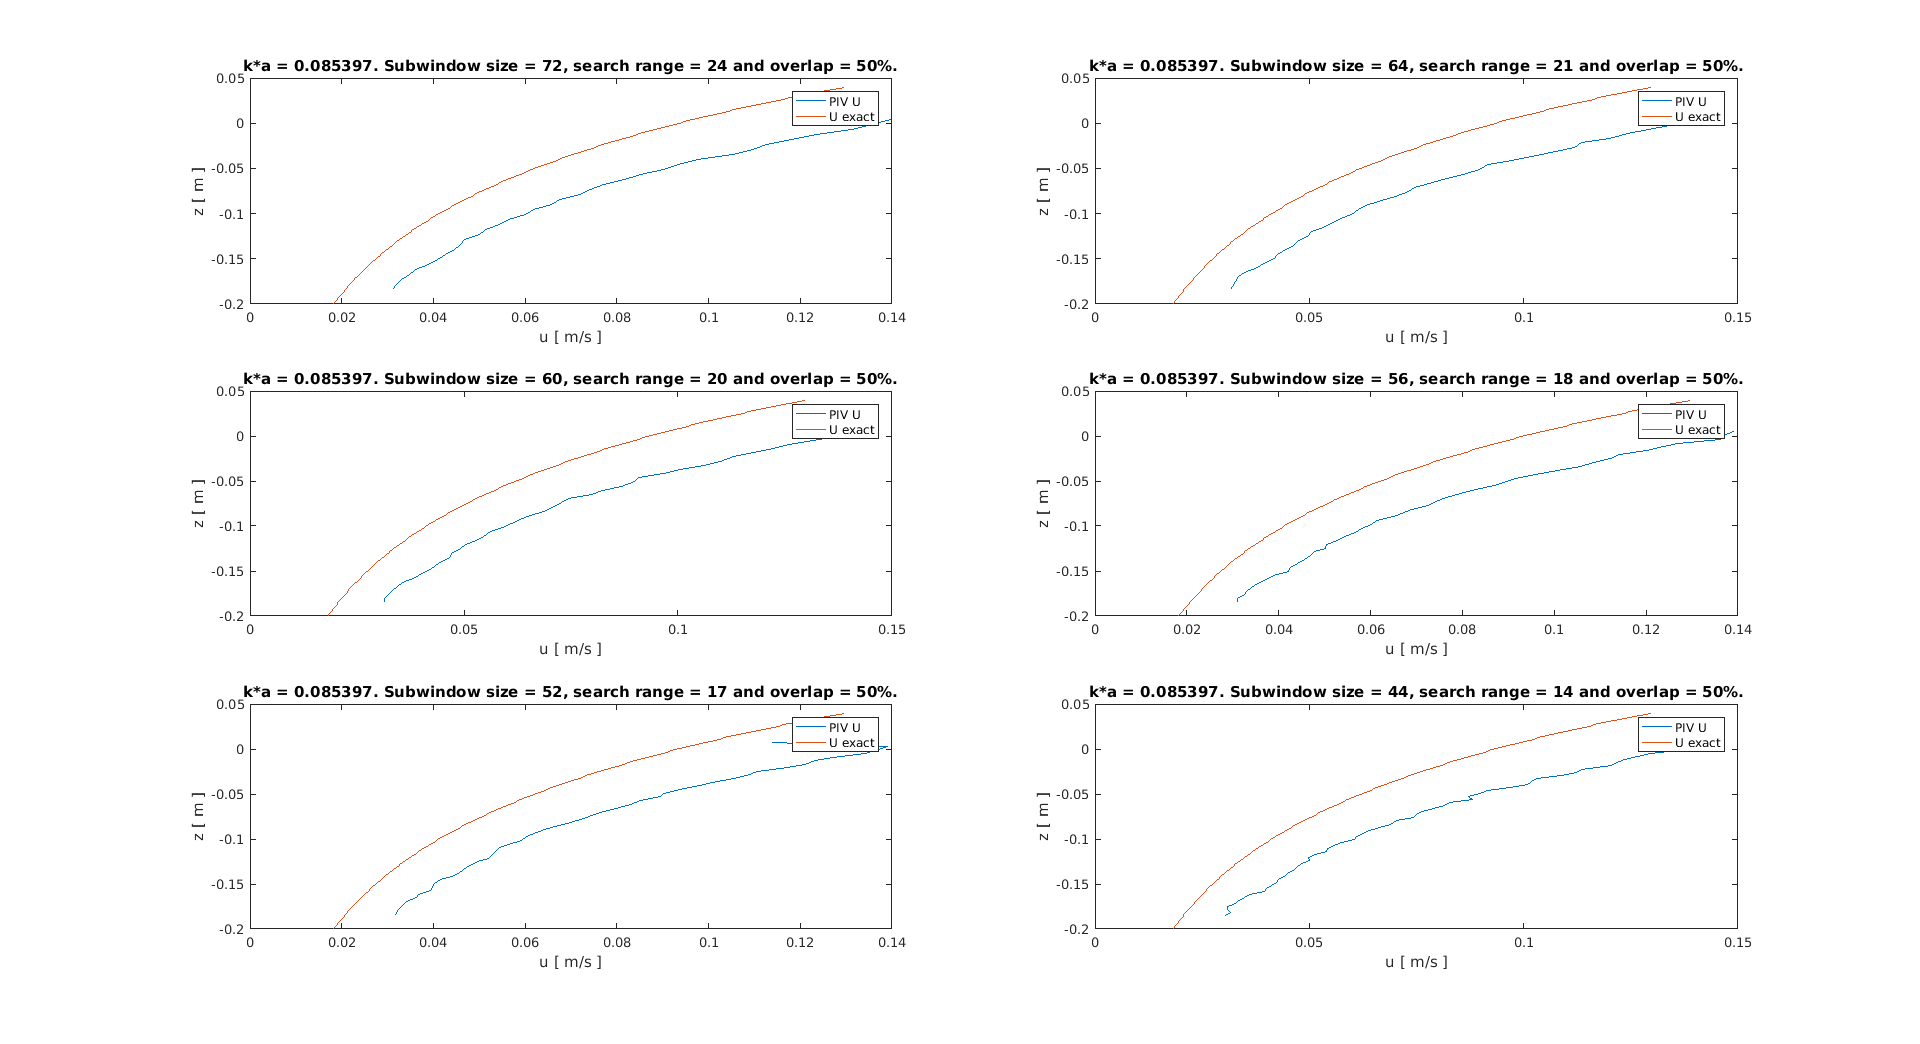 k*a = 0.085397. Subwindow size = 72, search range = 24 and overlap = 50%.
0.05
0
-0.05
-0.1
-0.15
-0.2
z [ m ]
PIV U
U exact
0 0.02 0.04 0.06 0.08 0.1 0.12 0.14
u [ m/s ]
k*a = 0.085397. Subwindow size = 64, search range = 21 and overlap = 50%.
0.05
0
-0.05
-0.1
-0.15
-0.2
z [ m ]
PIV U
U exact
0 0.05 0.1 0.15
u [ m/s ]
k*a = 0.085397. Subwindow size = 60, search range = 20 and overlap = 50%.
0.05
0
-0.05
-0.1
-0.15
-0.2
z [ m ]
PIV U
U exact
0 0.05 0.1 0.15
u [ m/s ]
k*a = 0.085397. Subwindow size = 56, search range = 18 and overlap = 50%.
0.05
0
-0.05
-0.1
-0.15
-0.2
z [ m ]
PIV U
U exact
0 0.02 0.04 0.06 0.08 0.1 0.12 0.14
u [ m/s ]
k*a = 0.085397. Subwindow size = 52, search range = 17 and overlap = 50%.
0.05
0
-0.05
-0.1
-0.15
-0.2
z [ m ]
PIV U
U exact
0 0.02 0.04 0.06 0.08 0.1 0.12 0.14
u [ m/s ]
k*a = 0.085397. Subwindow size = 44, search range = 14 and overlap = 50%.
0.05
0
-0.05
-0.1
-0.15
-0.2
z [ m ]
PIV U
U exact
0 0.05 0.1 0.15
u [ m/s ]